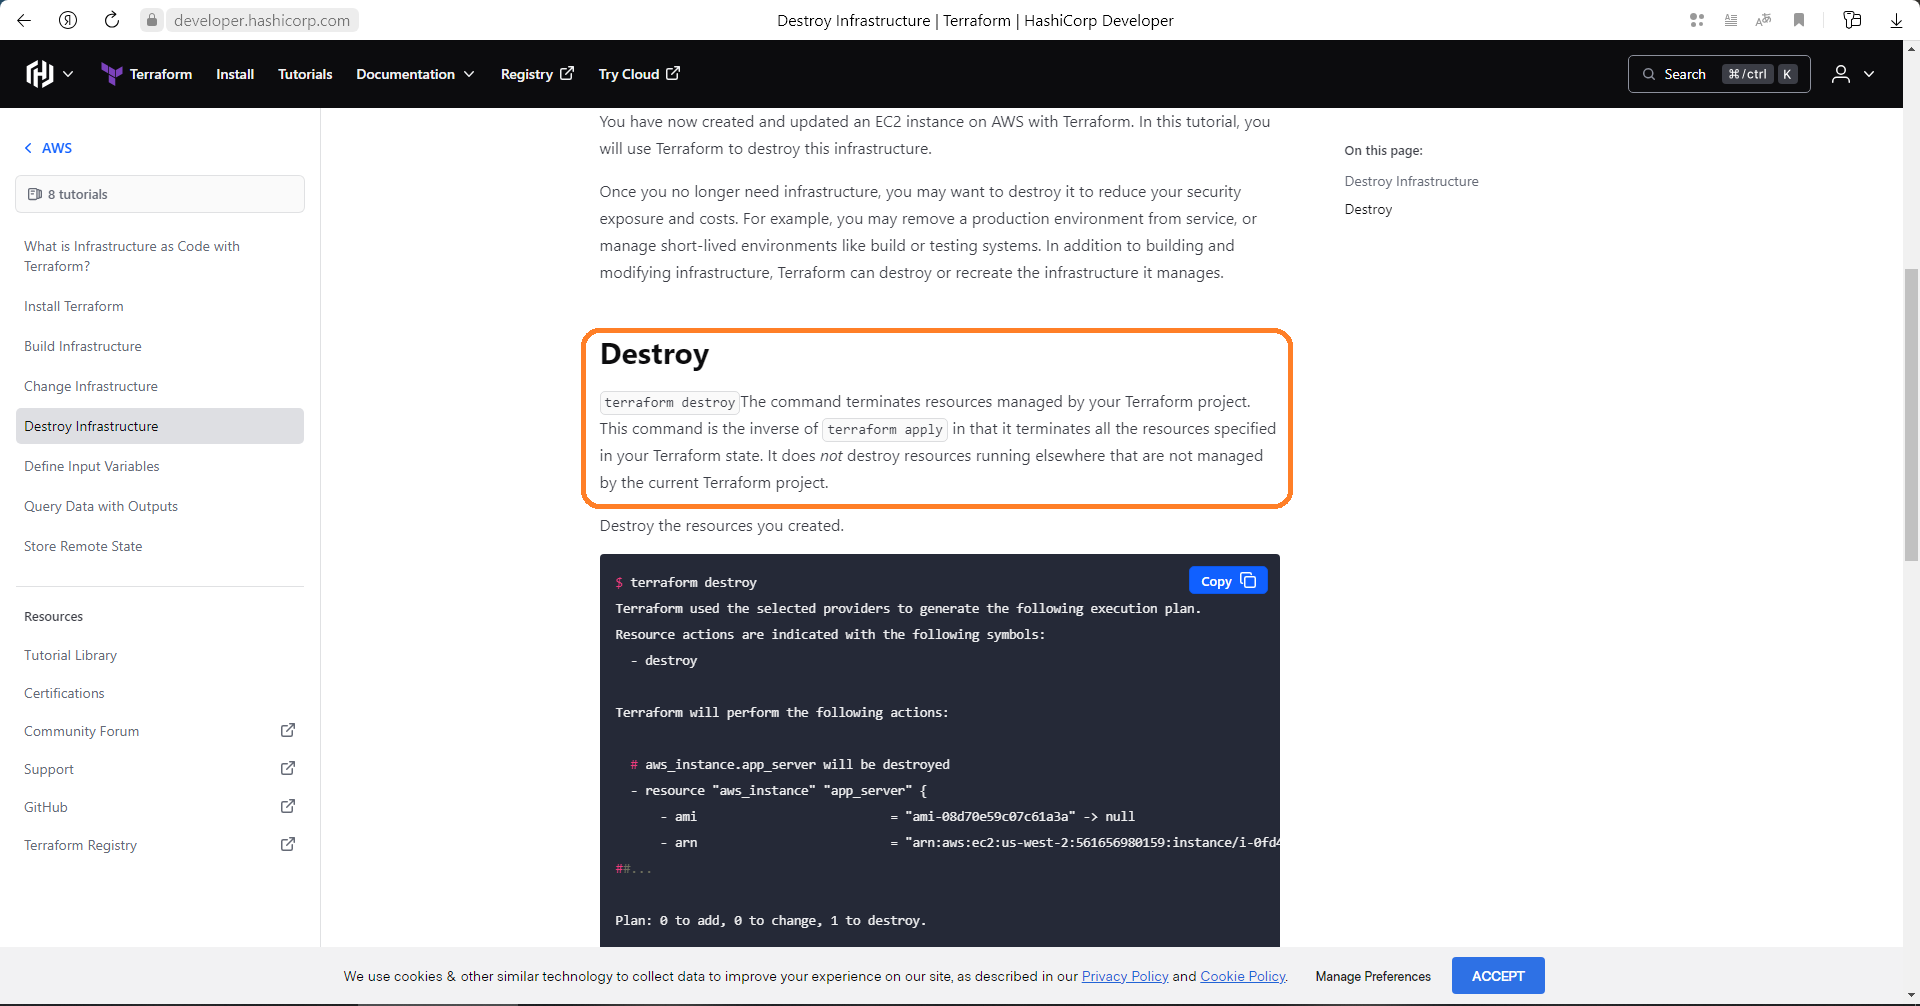 developer.hashicorp.com
Destroy Infrastructure | Terraform | HashiCorp Developer
Terraform
Install
Tutorials
Documentation
Registry
Try Cloud
Search
⌘/ctrl
K
AWS
8 tutorials
What is Infrastructure as Code with
Terraform?
Install Terraform
Build Infrastructure
Change Infrastructure
Destroy Infrastructure
Define Input Variables
Query Data with Outputs
Store Remote State
Resources
Tutorial Library
Certifications
Community Forum
Support
GitHub
Terraform Registry
You have now created and updated an EC2 instance on AWS with Terraform. In this tutorial, you
will use Terraform to destroy this infrastructure.
Once you no longer need infrastructure, you may want to destroy it to reduce your security
exposure and costs. For example, you may remove a production environment from service, or
manage short-lived environments like build or testing systems. In addition to building and
modifying infrastructure, Terraform can destroy or recreate the infrastructure it manages.
Destroy
terraform destroy The command terminates resources managed by your Terraform project.
This command is the inverse of terraform apply in that it terminates all the resources specified
in your Terraform state. It does not destroy resources running elsewhere that are not managed
by the current Terraform project.
Destroy the resources you created.
Copy
$ terraform destroy
Terraform used the selected providers to generate the following execution plan.
Resource actions are indicated with the following symbols:
- destroy
Terraform will perform the following actions:
# aws_instance.app_server will be destroyed
- resource "aws_instance" "app_server" {
- ami = "ami-08d70e59c07c61a3a" -> null
- arn = "arn:aws:ec2:us-west-2:561656980159:instance/i-0fd4
##...
Plan: 0 to add, 0 to change, 1 to destroy.
On this page:
Destroy Infrastructure
Destroy
We use cookies & other similar technology to collect data to improve your experience on our site, as described in our Privacy Policy and Cookie Policy.
Manage Preferences
ACCEPT